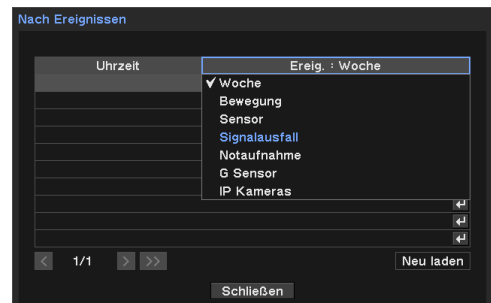 Nach Ereignissen
Uhrzeit Ereig. : Woche
Woche
Bewegung
Sensor
Signalausfall
Notaufnahme
G Sensor
IP Kameras
< 1/1 > >> Neu laden
Schließen